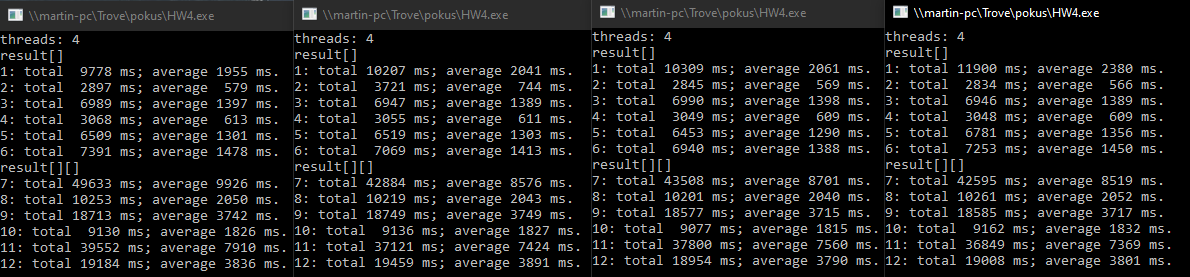 \\martin-pc\Trove\pokus\HW4.exe
threads: 4
result[]
1: total  9778 ms; average 1955 ms.
2: total  2897 ms; average  579 ms.
3: total  6989 ms; average 1397 ms.
4: total  3068 ms; average  613 ms.
5: total  6509 ms; average 1301 ms.
6: total  7391 ms; average 1478 ms.
result[][]
7: total 49633 ms; average 9926 ms.
8: total 10253 ms; average 2050 ms.
9: total 18713 ms; average 3742 ms.
10: total  9130 ms; average 1826 ms.
11: total 39552 ms; average 7910 ms.
12: total 19184 ms; average 3836 ms.
\\martin-pc\Trove\pokus\HW4.exe
threads: 4
result[]
1: total 10207 ms; average 2041 ms.
2: total  3721 ms; average  744 ms.
3: total  6947 ms; average 1389 ms.
4: total  3055 ms; average  611 ms.
5: total  6519 ms; average 1303 ms.
6: total  7069 ms; average 1413 ms.
result[][]
7: total 42884 ms; average 8576 ms.
8: total 10219 ms; average 2043 ms.
9: total 18749 ms; average 3749 ms.
10: total  9136 ms; average 1827 ms.
11: total 37121 ms; average 7424 ms.
12: total 19459 ms; average 3891 ms.
\\martin-pc\Trove\pokus\HW4.exe
threads: 4
result[]
1: total 10309 ms; average 2061 ms.
2: total  2845 ms; average  569 ms.
3: total  6990 ms; average 1398 ms.
4: total  3049 ms; average  609 ms.
5: total  6453 ms; average 1290 ms.
6: total  6940 ms; average 1388 ms.
result[][]
7: total 43508 ms; average 8701 ms.
8: total 10201 ms; average 2040 ms.
9: total 18577 ms; average 3715 ms.
10: total  9077 ms; average 1815 ms.
11: total 37800 ms; average 7560 ms.
12: total 18954 ms; average 3790 ms.
\\martin-pc\Trove\pokus\HW4.exe
threads: 4
result[]
1: total 11900 ms; average 2380 ms.
2: total  2834 ms; average  566 ms.
3: total  6946 ms; average 1389 ms.
4: total  3048 ms; average  609 ms.
5: total  6781 ms; average 1356 ms.
6: total  7253 ms; average 1450 ms.
result[][]
7: total 42595 ms; average 8519 ms.
8: total 10261 ms; average 2052 ms.
9: total 18585 ms; average 3717 ms.
10: total  9162 ms; average 1832 ms.
11: total 36849 ms; average 7369 ms.
12: total 19008 ms; average 3801 ms.